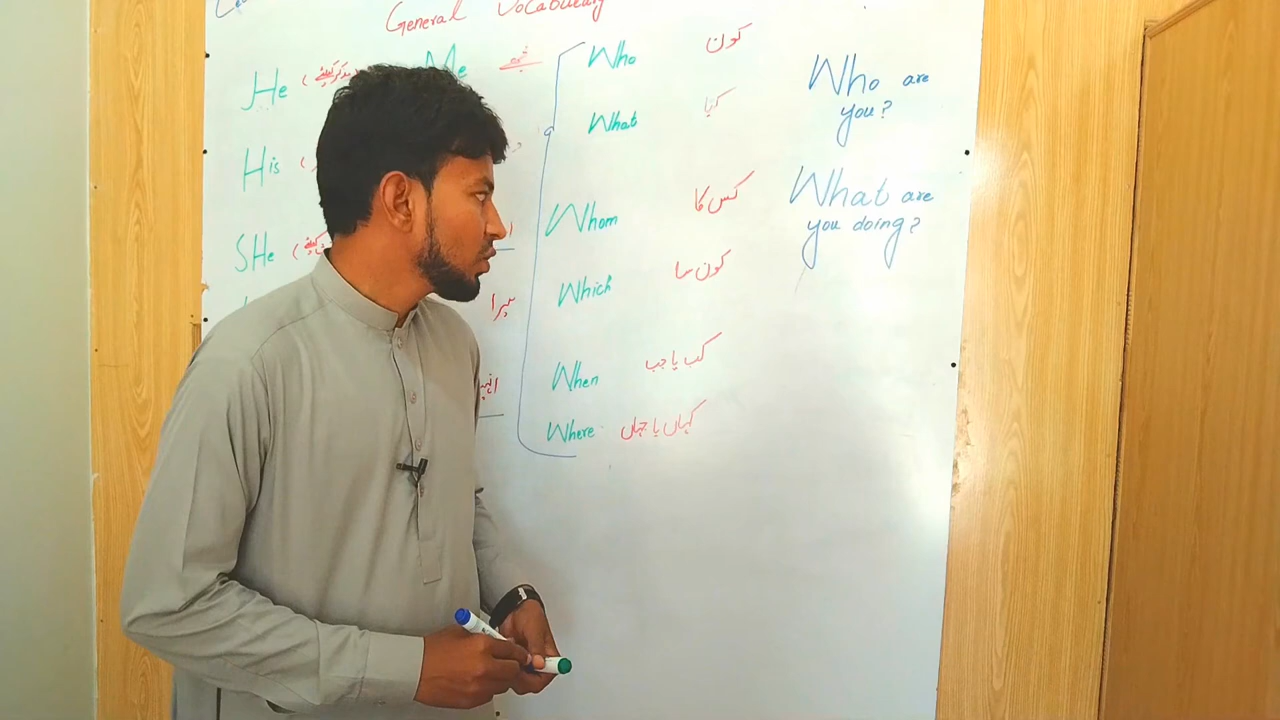 General Vocabulary
He
Me
His
SHe
میرا
Who کون
What کیا
Whom کس کا
Which کون سا
When کب یا جب
Where کہاں یا جہاں
Who are
you?
What are
you doing?